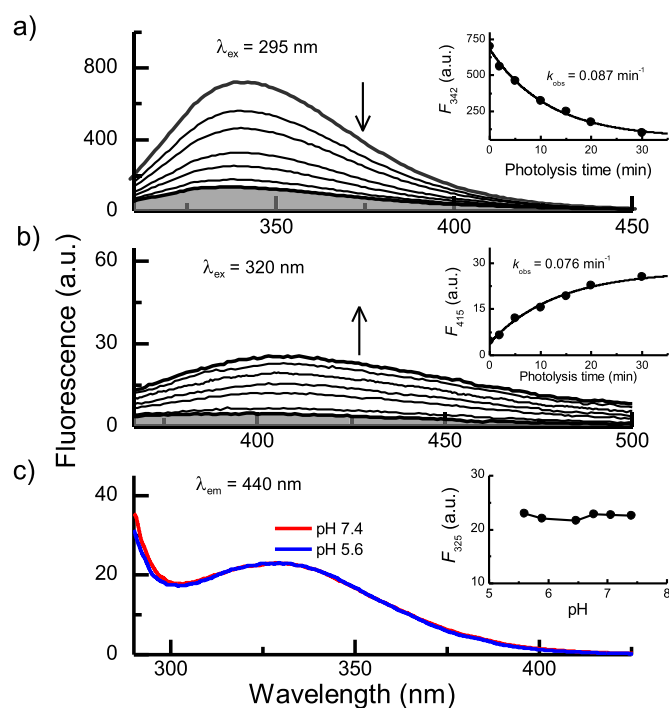 a)
λex = 295 nm
800
400
0
350
400
450
F342 (a.u.)
750
500
250
kobs = 0.087 min-1
0
10
20
30
Photolysis time (min)
b)
λex = 320 nm
60
30
0
400
450
500
F415 (a.u.)
30
15
0
kobs = 0.076 min-1
0
10
20
30
Photolysis time (min)
Fluorescence (a.u.)
c)
λem = 440 nm
pH 7.4
pH 5.6
40
20
0
300
350
400
F325 (a.u.)
30
20
10
5
6
7
8
pH
Wavelength (nm)